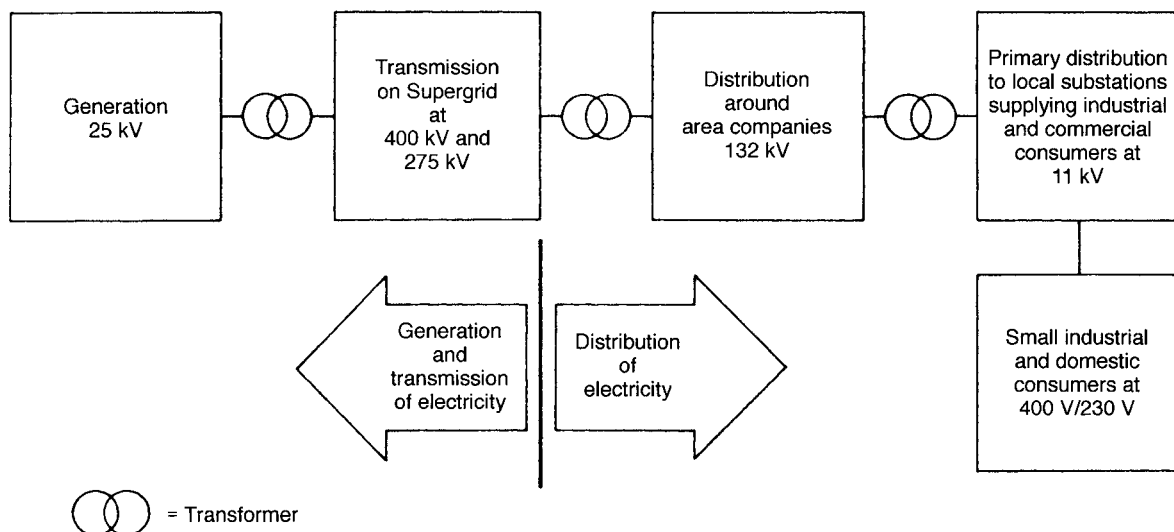 Generation
25 kV
Transmission
on Supergrid
at
400 kV and
275 kV
Distribution
around
area companies
132 kV
Primary distribution
to local substations
supplying industrial
and commercial
consumers at
11 kV
Generation
and
transmission
of electricity
Distribution
of
electricity
Small industrial
and domestic
consumers at
400 V/230 V
= Transformer